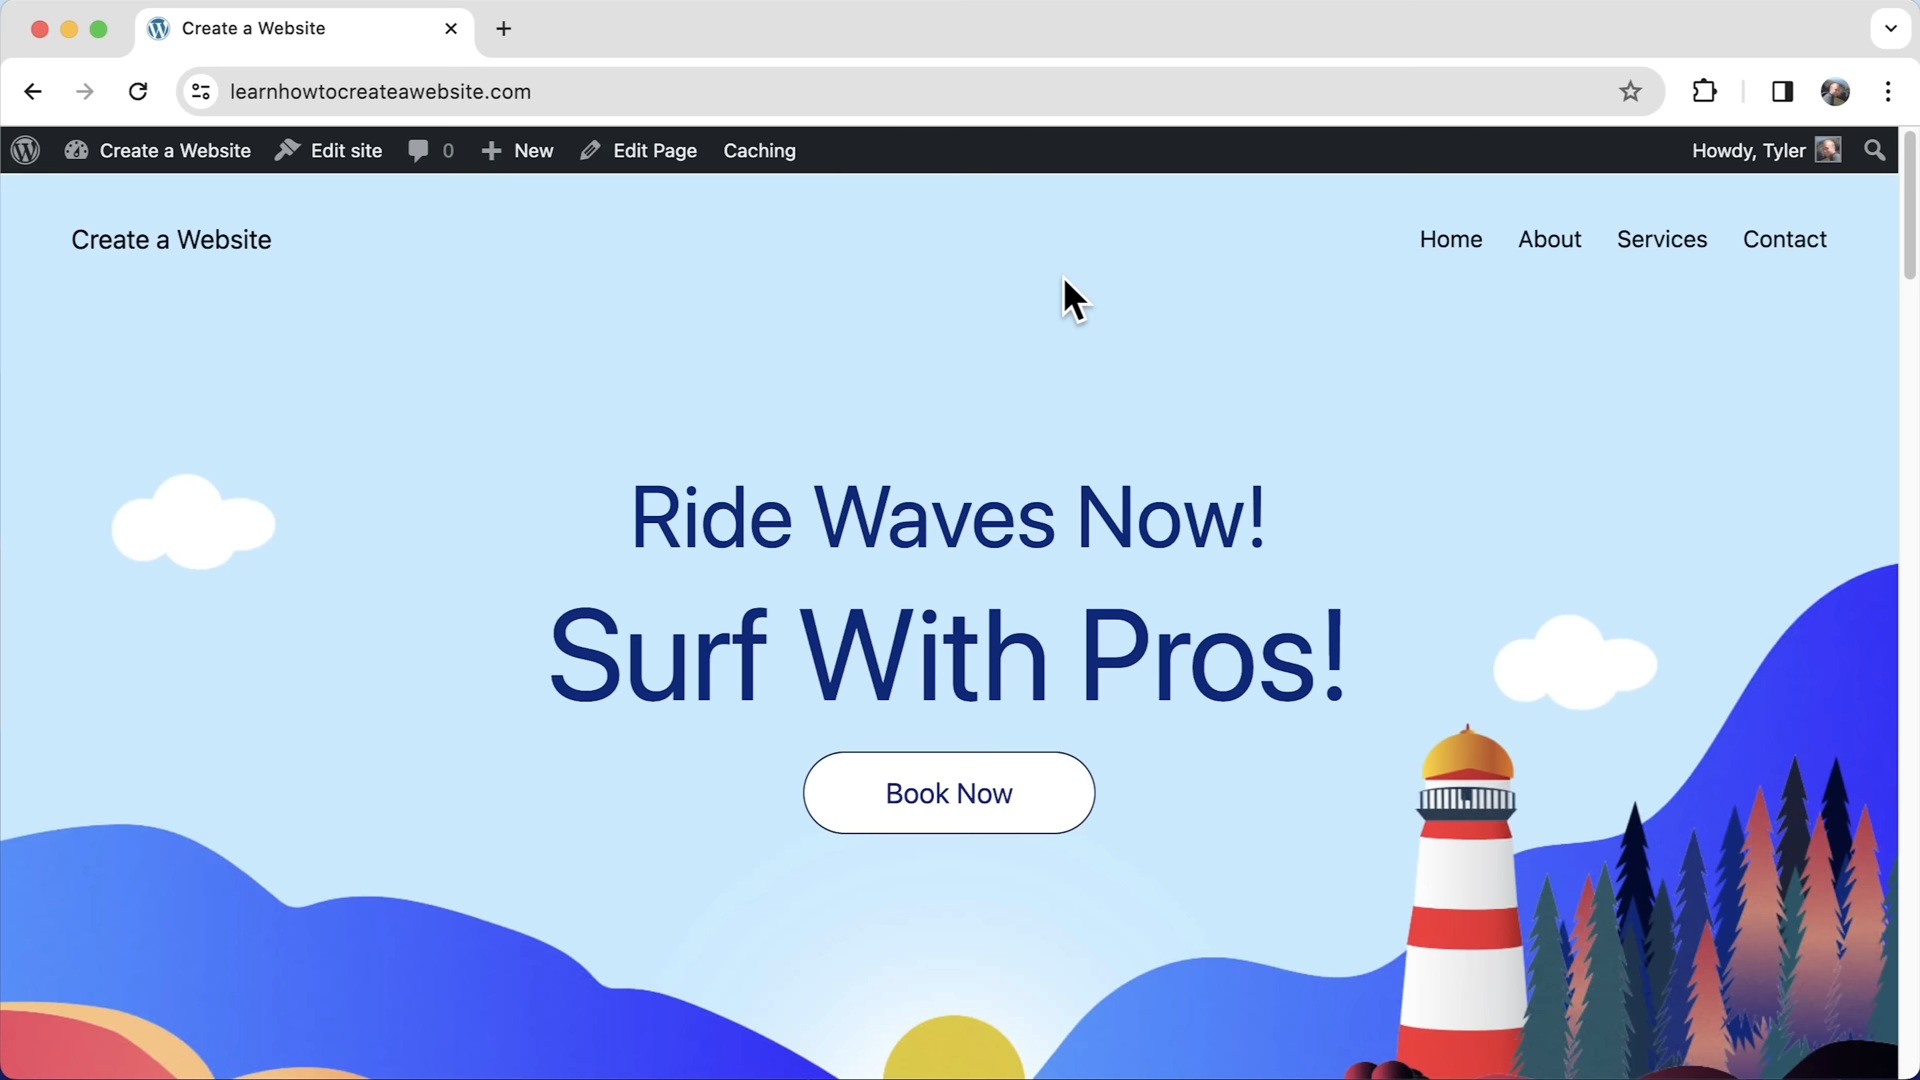 Create a Website
learnhowtocreateawebsite.com
Create a Website Edit site 0 New Edit Page Caching Howdy, Tyler
Create a Website Home About Services Contact
Ride Waves Now!
Surf With Pros!
Book Now